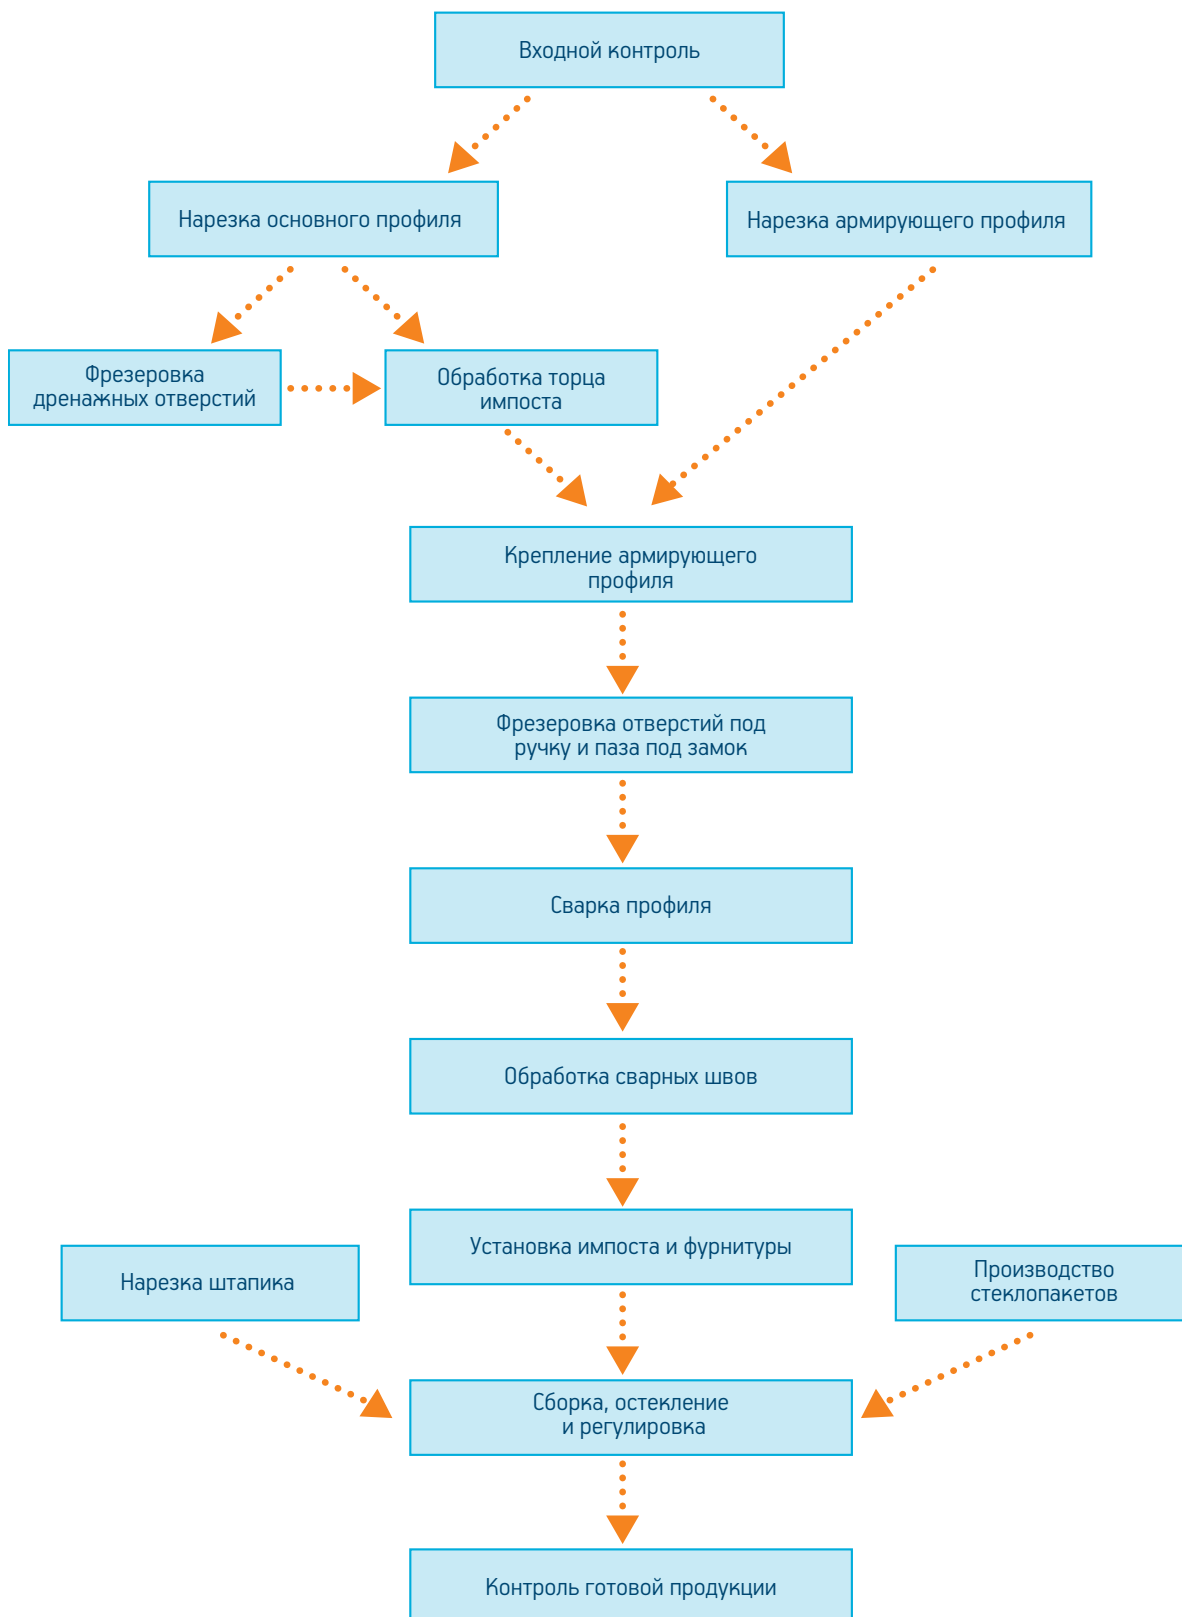 Входной контроль
Нарезка основного профиля
Нарезка армирующего профиля
Фрезеровка
дренажных отверстий
Обработка торца
импоста
Крепление армирующего
профиля
Фрезеровка отверстий под
ручку и паза под замок
Сварка профиля
Обработка сварных швов
Установка импоста и фурнитуры
Нарезка штапика
Производство
стеклопакетов
Сборка, остекление
и регулировка
Контроль готовой продукции